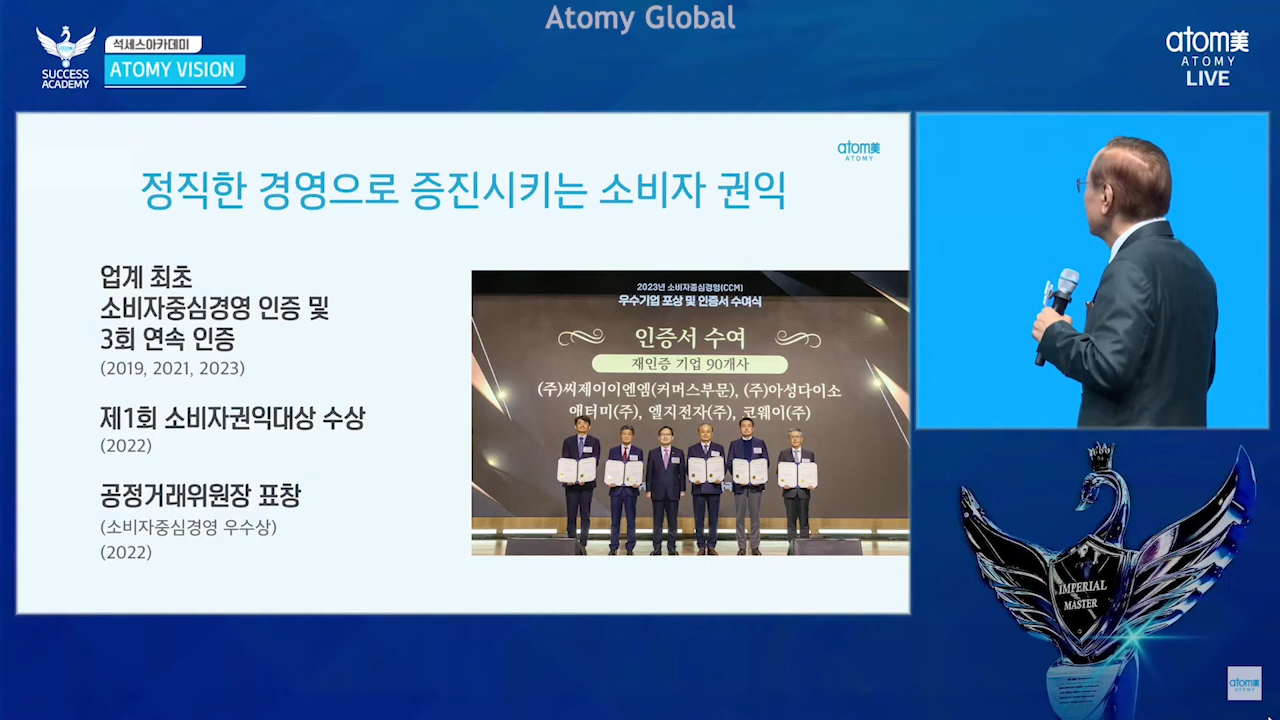 Atomy Global
SUCCESS
ACADEMY
석세스아카데미
ATOMY VISION
atom美
ATOMY
LIVE
atom美
ATOMY
정직한 경영으로 증진시키는 소비자 권익
업계 최초
소비자중심경영 인증 및
3회 연속 인증
(2019, 2021, 2023)
제1회 소비자권익대상 수상
(2022)
공정거래위원장 표창
(소비자중심경영 우수상)
(2022)
2023년 소비자중심경영(CCM)
우수기업 포상 및 인증서 수여식
인증서 수여
재인증 기업 90개사
(주)씨제이이엔엠(커머스부문), (주)아성다이소
애터미(주), 엘지전자(주), 코웨이(주)
IMPERIAL
MASTER
atom美
ATOMY